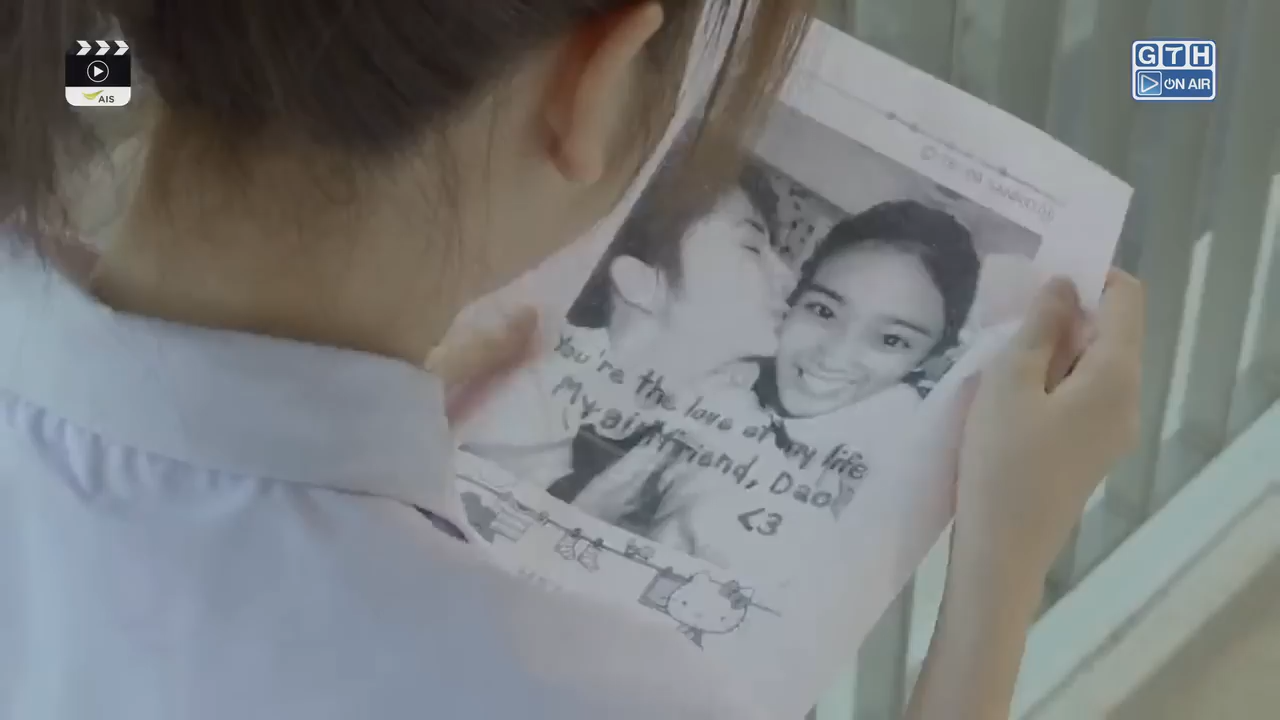 AIS
GTH
ON AIR
You're the love of my life
My girlfriend, Dao
<3